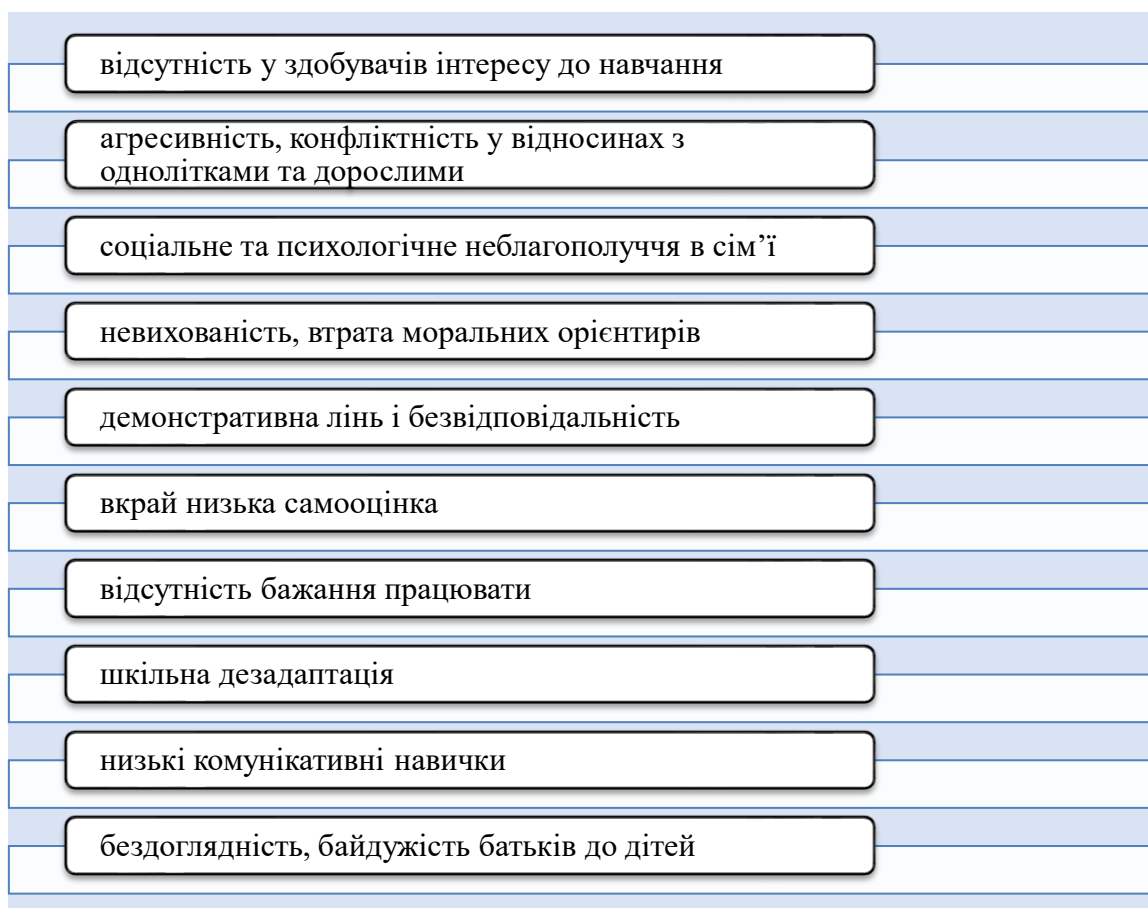 відсутність у здобувачів інтересу до навчання
агресивність, конфліктність у відносинах з
однолітками та дорослими
соціальне та психологічне неблагополуччя в сім’ї
невихованість, втрата моральних орієнтирів
демонстративна лінь і безвідповідальність
вкрай низька самооцінка
відсутність бажання працювати
шкільна дезадаптація
низькі комунікативні навички
бездоглядність, байдужість батьків до дітей